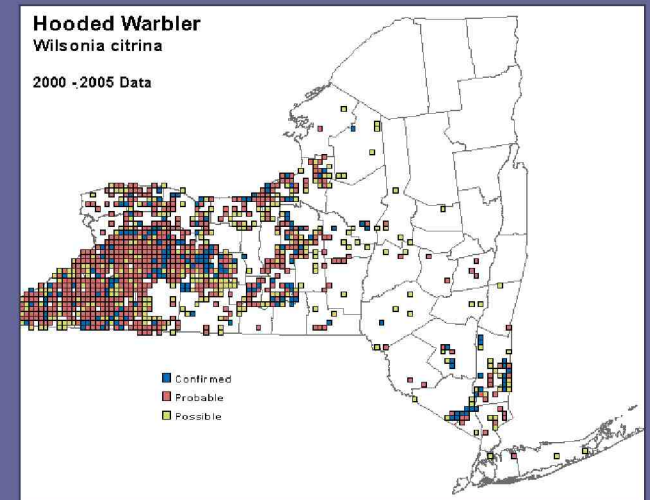 Hooded Warbler
Wilsonia citrina
2000 - 2005 Data
Confirmed
Probable
Possible